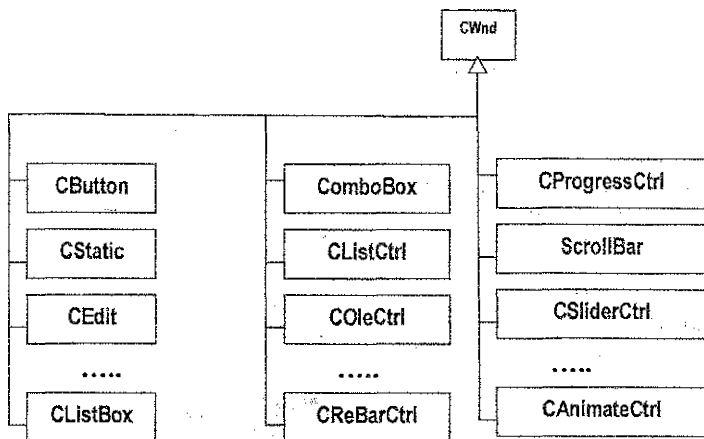 CWnd
CButton
CStatic
CEdit
.....
CListBox
ComboBox
CListCtrl
COleCtrl
.....
CReBarCtrl
CProgressCtrl
ScrollBar
CSliderCtrl
.....
CAnimateCtrl